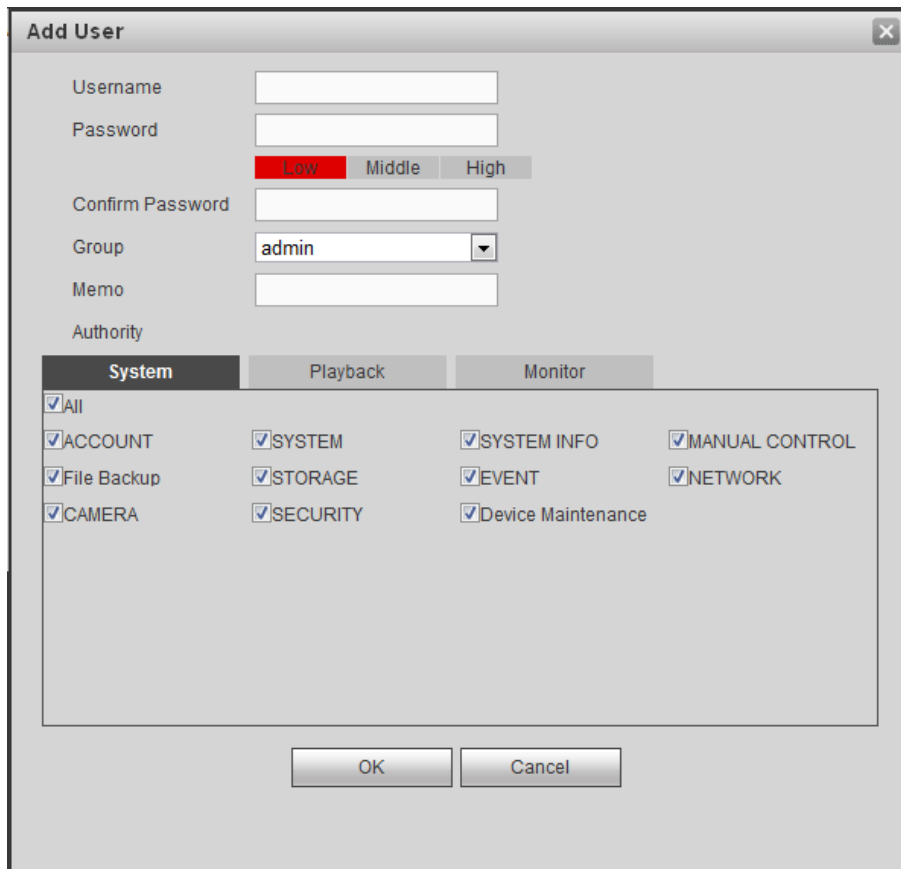 Add User
Username
Password
Low Middle High
Confirm Password
Group admin
Memo
Authority
System Playback Monitor
All
ACCOUNT SYSTEM SYSTEM INFO MANUAL CONTROL
File Backup STORAGE EVENT NETWORK
CAMERA SECURITY Device Maintenance
OK Cancel